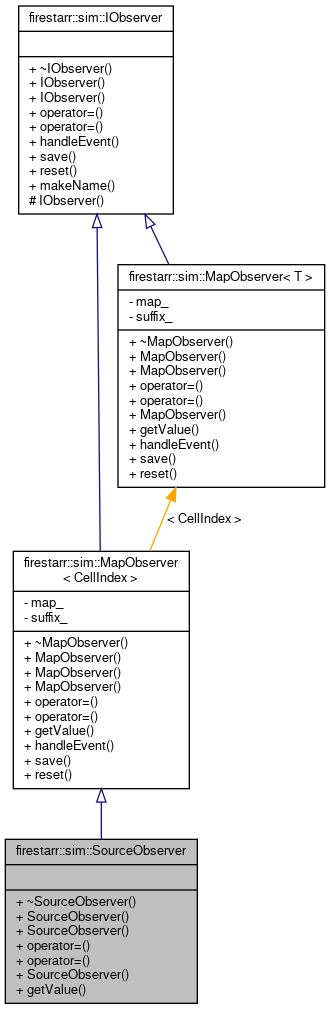 firestarr::sim::IObserver
+ ~IObserver()
+ IObserver()
+ IObserver()
+ operator=()
+ operator=()
+ handleEvent()
+ save()
+ reset()
+ makeName()
# IObserver()
firestarr::sim::MapObserver< T >
- map_
- suffix_
+ ~MapObserver()
+ MapObserver()
+ MapObserver()
+ operator=()
+ operator=()
+ MapObserver()
+ getValue()
+ handleEvent()
+ save()
+ reset()
< CellIndex >
firestarr::sim::MapObserver
< CellIndex >
- map_
- suffix_
+ ~MapObserver()
+ MapObserver()
+ MapObserver()
+ MapObserver()
+ operator=()
+ operator=()
+ getValue()
+ handleEvent()
+ save()
+ reset()
firestarr::sim::SourceObserver
+ ~SourceObserver()
+ SourceObserver()
+ SourceObserver()
+ operator=()
+ operator=()
+ SourceObserver()
+ getValue()